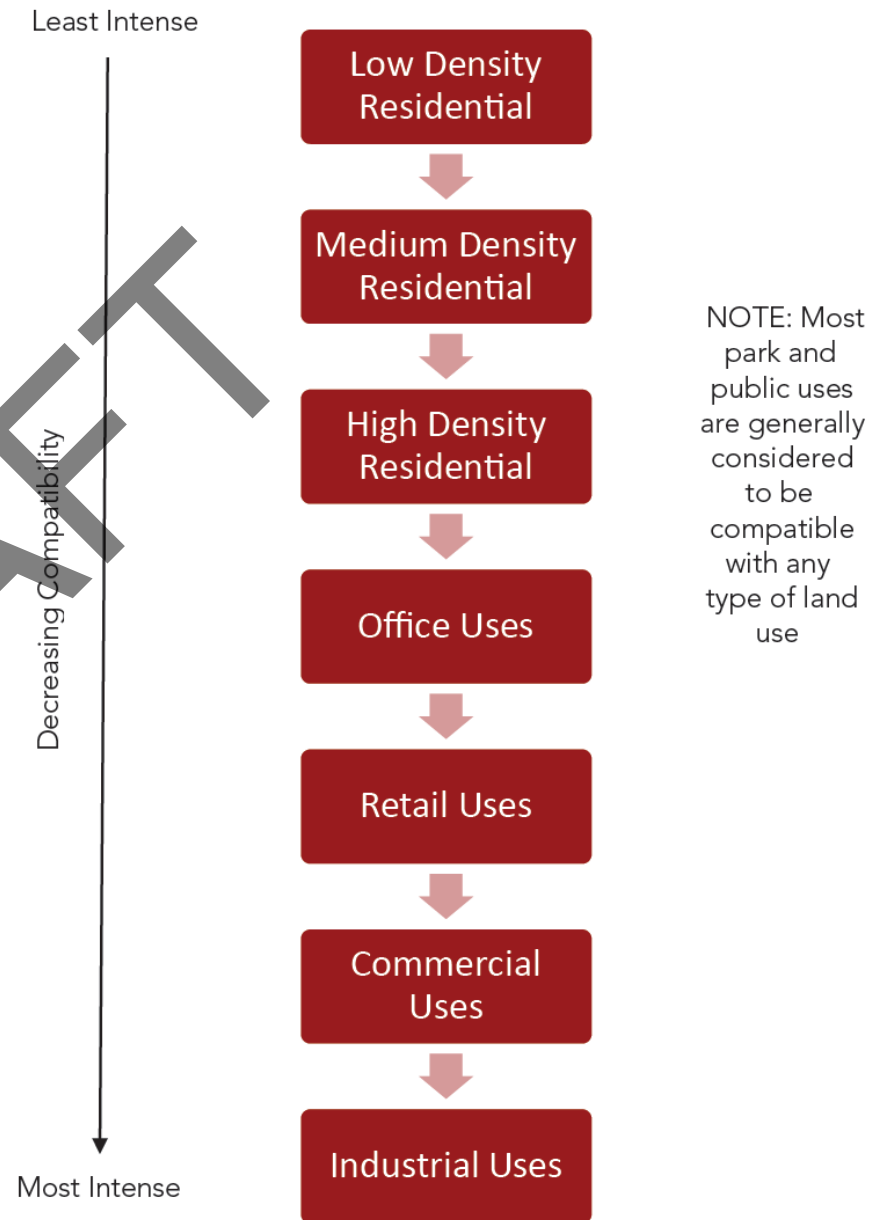 Least Intense
Low Density
Residential
Medium Density
Residential
High Density
Residential
Office Uses
Retail Uses
Commercial
Uses
Industrial Uses
Most Intense
Decreasing Compatibility
NOTE: Most
park and
public uses
are generally
considered
to be
compatible
with any
type of land
use
AFT